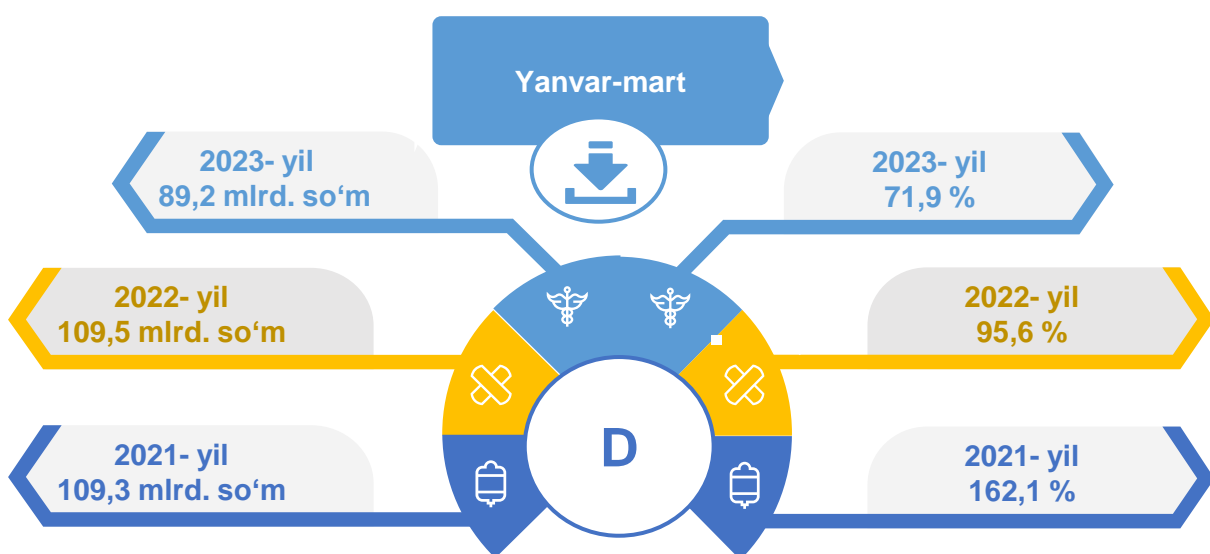 Yanvar-mart
2023- yil
89,2 mlrd. so‘m
2023- yil
71,9 %
2022- yil
109,5 mlrd. so‘m
2022- yil
95,6 %
2021- yil
109,3 mlrd. so‘m
D
2021- yil
162,1 %